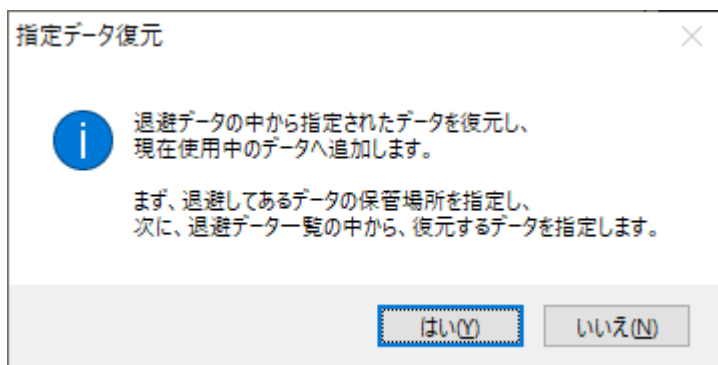 指定データ復元
退避データの中から指定されたデータを復元し、
現在使用中のデータへ追加します。
まず、退避してあるデータの保管場所を指定し、
次に、退避データ一覧の中から、復元するデータを指定します。
はい(Y)
いいえ(N)